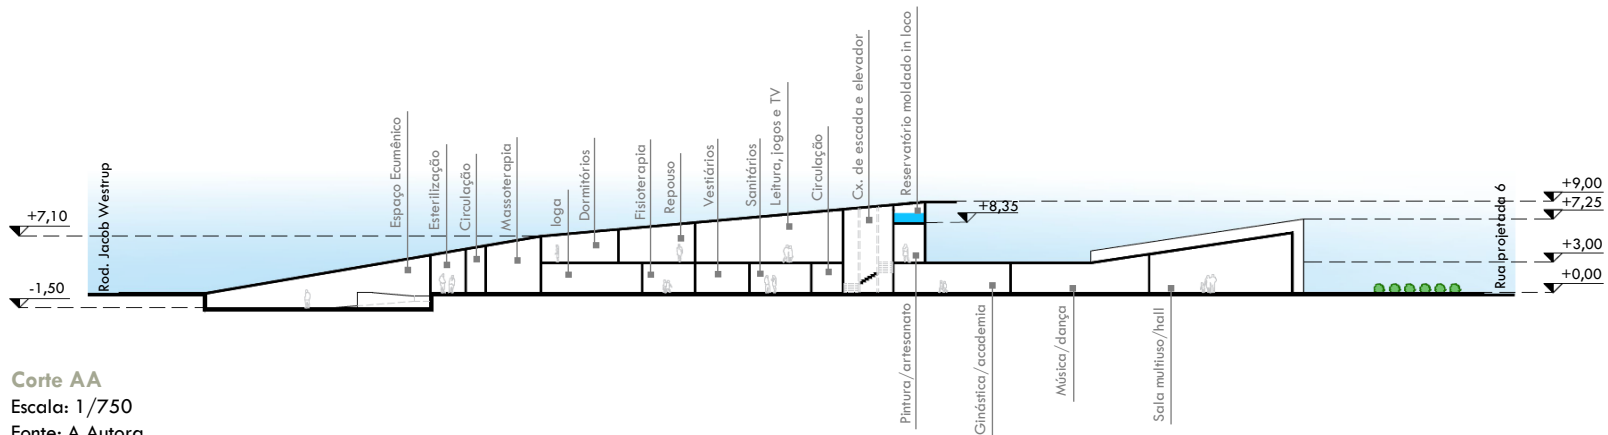 +7,10
-1,50
Rod. Jacob Westrup
Espaço Ecumênico
Esterilização
Circulação
Massoterapia
Ioga
Dormitórios
Fisioterapia
Repouso
Vestiários
Sanitários
Leitura, jogos e TV
Circulação
Cx. de escada e elevador
Reservatório moldado in loco
+8,35
Pintura/artesanato
Ginástica/academia
Música/dança
Sala multiuso/hall
Rua projetada 6
+9,00
+7,25
+3,00
+0,00
Corte AA
Escala: 1/750
Fonte: A Autora